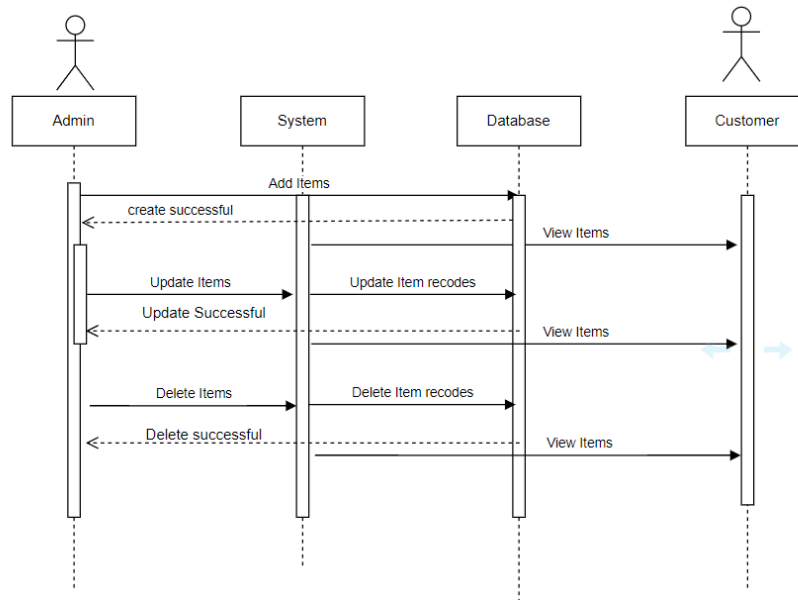 Admin
System
Database
Customer
Add Items
create successful
View Items
Update Items
Update Item recodes
Update Successful
View Items
Delete Items
Delete Item recodes
Delete successful
View Items